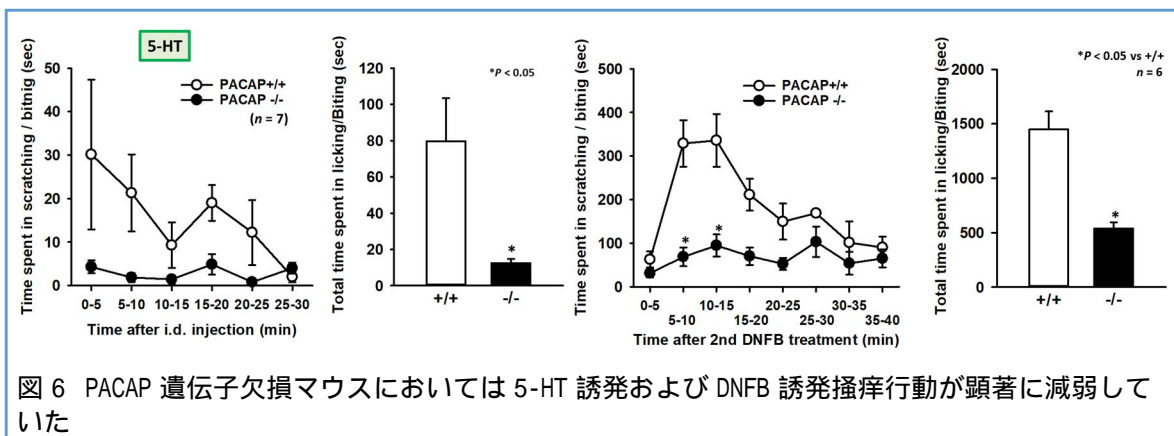 5-HT
Time spent in scratching / bitnig (sec)
50
40
30
20
10
0
PACAP+/+
PACAP -/-
(n = 7)
0-5 5-10 10-15 15-20 20-25 25-30
Time after i.d. injection (min)
Total time spent in licking/Biting (sec)
120
100
80
60
40
20
0
*P < 0.05
*
+/+ -/-
Time spent in scratching / bitnig (sec)
500
400
300
200
100
0
PACAP+/+
PACAP -/-
* *
0-5 10-15 20-25 30-35
5-10 15-20 25-30 35-40
Time after 2nd DNFB treatment (min)
Total time spent in licking/Biting (sec)
2000
1500
1000
500
0
*P < 0.05 vs +/+
n = 6
*
+/+ -/-
図 6 PACAP 遺伝子欠損マウスにおいては 5-HT 誘発および DNFB 誘発掻痒行動が顕著に減弱して
いた